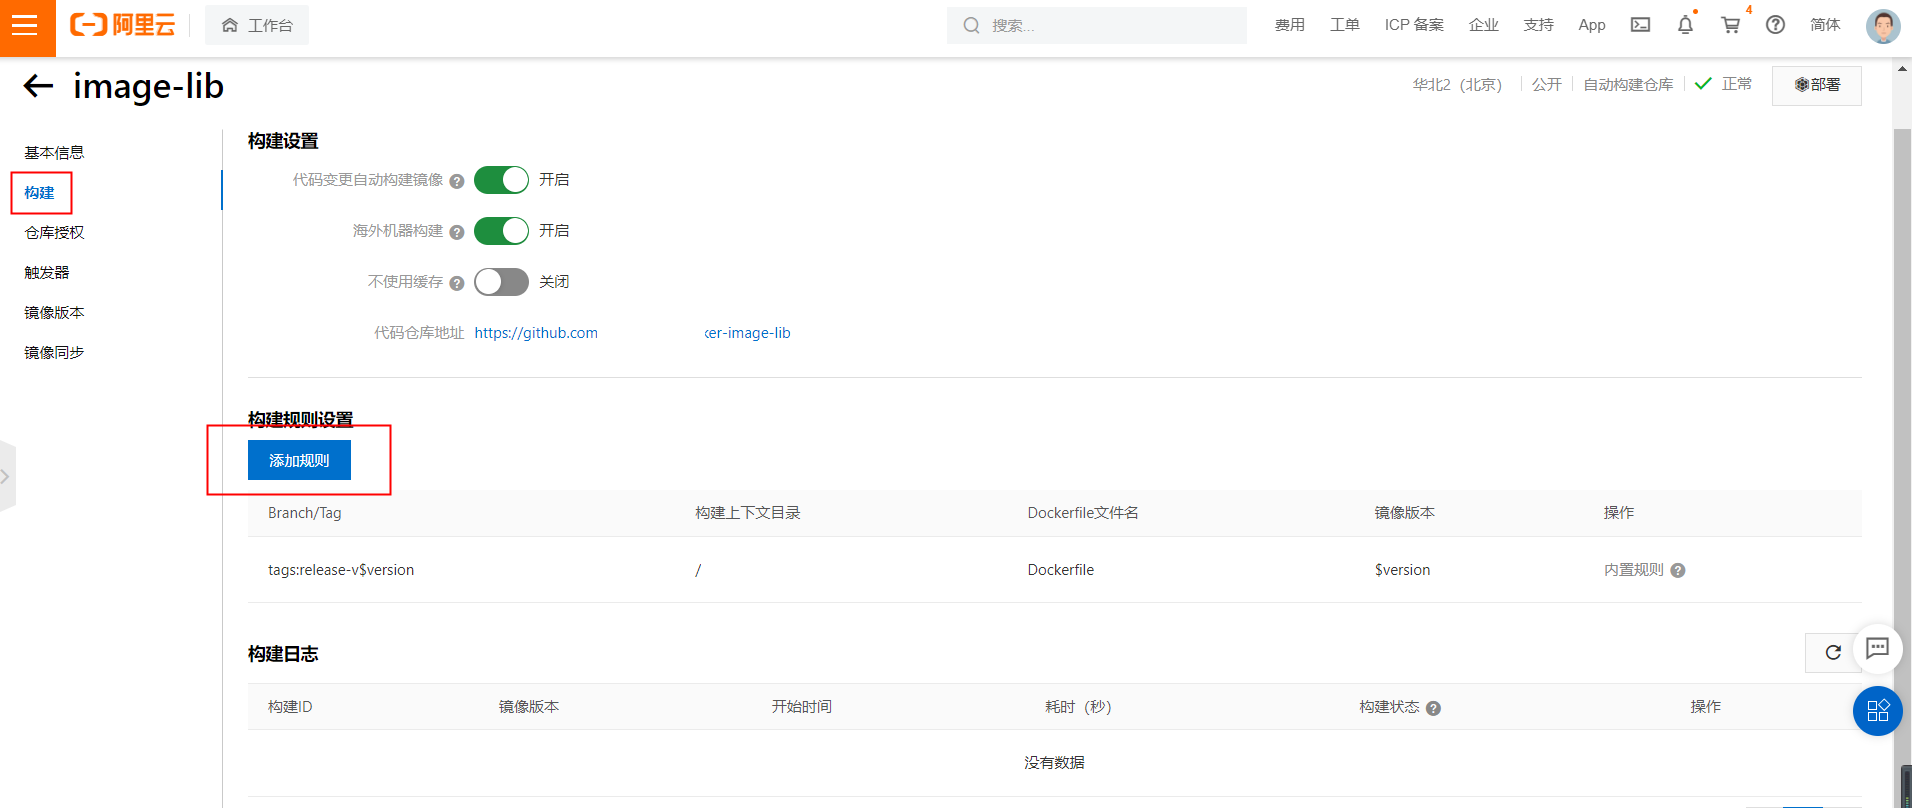 阿里云 工作台 搜索... 费用 工单 ICP 备案 企业 支持 App 4 简体
image-lib 华北2（北京） 公开 自动构建仓库 正常 部署
基本信息
构建
仓库授权
触发器
镜像版本
镜像同步
构建设置
代码变更自动构建镜像 开启
海外机器构建 开启
不使用缓存 关闭
代码仓库地址 https://github.com ker-image-lib
构建规则设置
添加规则
Branch/Tag 构建上下文目录 Dockerfile文件名 镜像版本 操作
tags:release-v$version / Dockerfile $version 内置规则
构建日志
构建ID 镜像版本 开始时间 耗时（秒） 构建状态 操作
没有数据